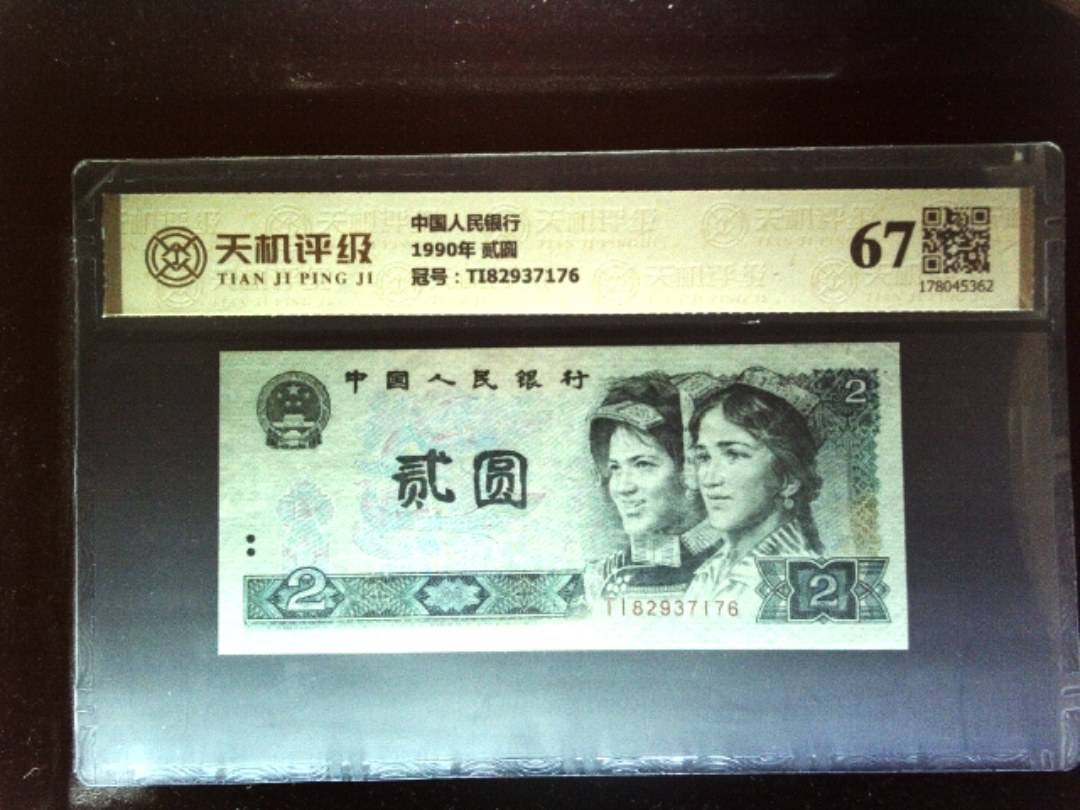 天机评级
TIAN JI PING JI
中国人民银行
1990年 贰圆
冠号：TI82937176
67
178045362
中国人民银行
2
贰圆
2
TI82937176
2